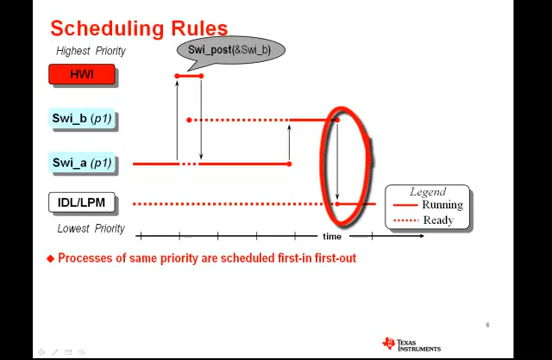 Scheduling Rules
Highest Priority
Swi_post(&Swi_b)
HWI
Swi_b (p1)
Swi_a (p1)
IDL/LPM
Legend
Running
Ready
Lowest Priority
time
Processes of same priority are scheduled first-in first-out
6
TEXAS
INSTRUMENTS